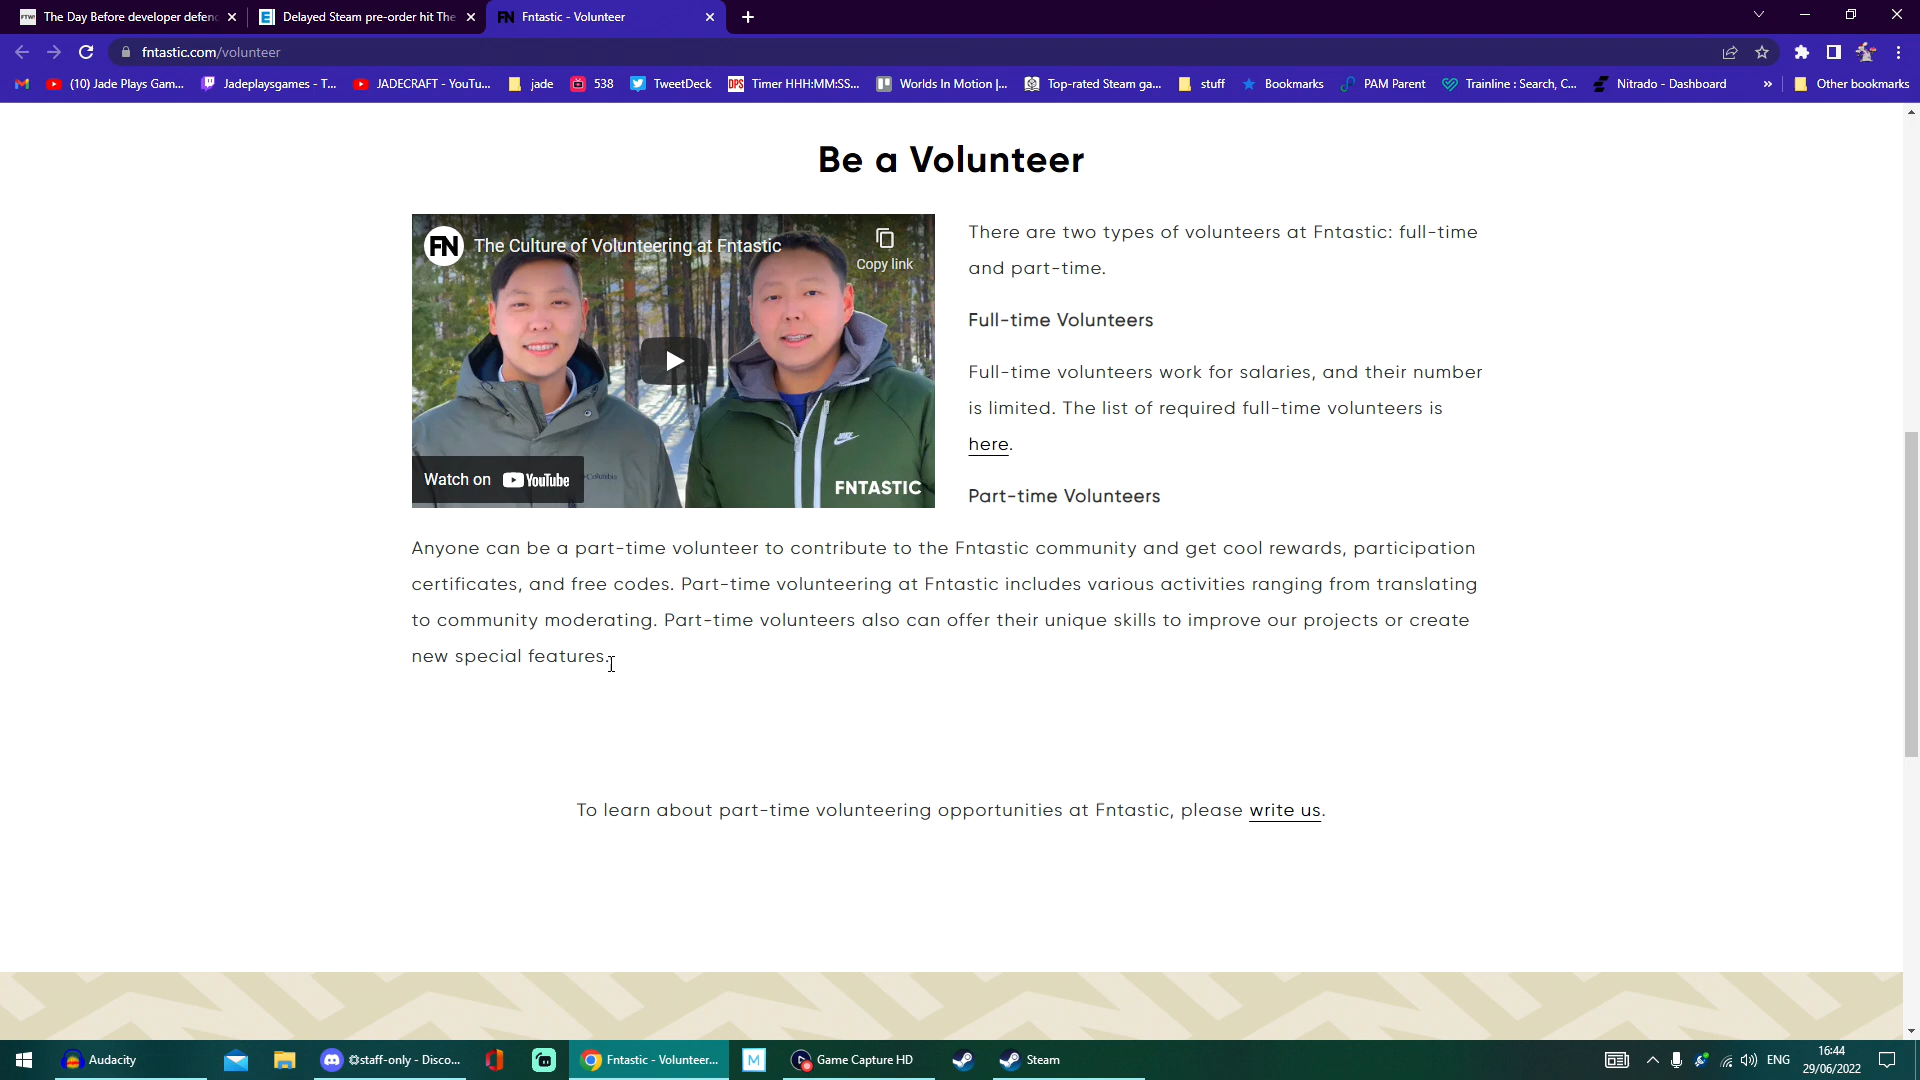 The Day Before developer defen
Delayed Steam pre-order hit The
Fntastic - Volunteer
fntastic.com/volunteer
(10) Jade Plays Gam...
Jadeplaysgames - T...
JADECRAFT - YouTu...
jade
538
TweetDeck
Timer HHH:MM:SS...
Worlds In Motion |...
Top-rated Steam ga...
stuff
Bookmarks
PAM Parent
Trainline : Search, C...
Nitrado - Dashboard
»
Other bookmarks
Be a Volunteer
FN The Culture of Volunteering at Fntastic
Copy link
Watch on YouTube
Columbia
FNTASTIC
There are two types of volunteers at Fntastic: full-time
and part-time.
Full-time Volunteers
Full-time volunteers work for salaries, and their number
is limited. The list of required full-time volunteers is
here.
Part-time Volunteers
Anyone can be a part-time volunteer to contribute to the Fntastic community and get cool rewards, participation
certificates, and free codes. Part-time volunteering at Fntastic includes various activities ranging from translating
to community moderating. Part-time volunteers also can offer their unique skills to improve our projects or create
new special features.
To learn about part-time volunteering opportunities at Fntastic, please write us.
Audacity
✪staff-only - Disco...
Fntastic - Volunteer...
M
Game Capture HD
Steam
ENG
16:44
29/06/2022